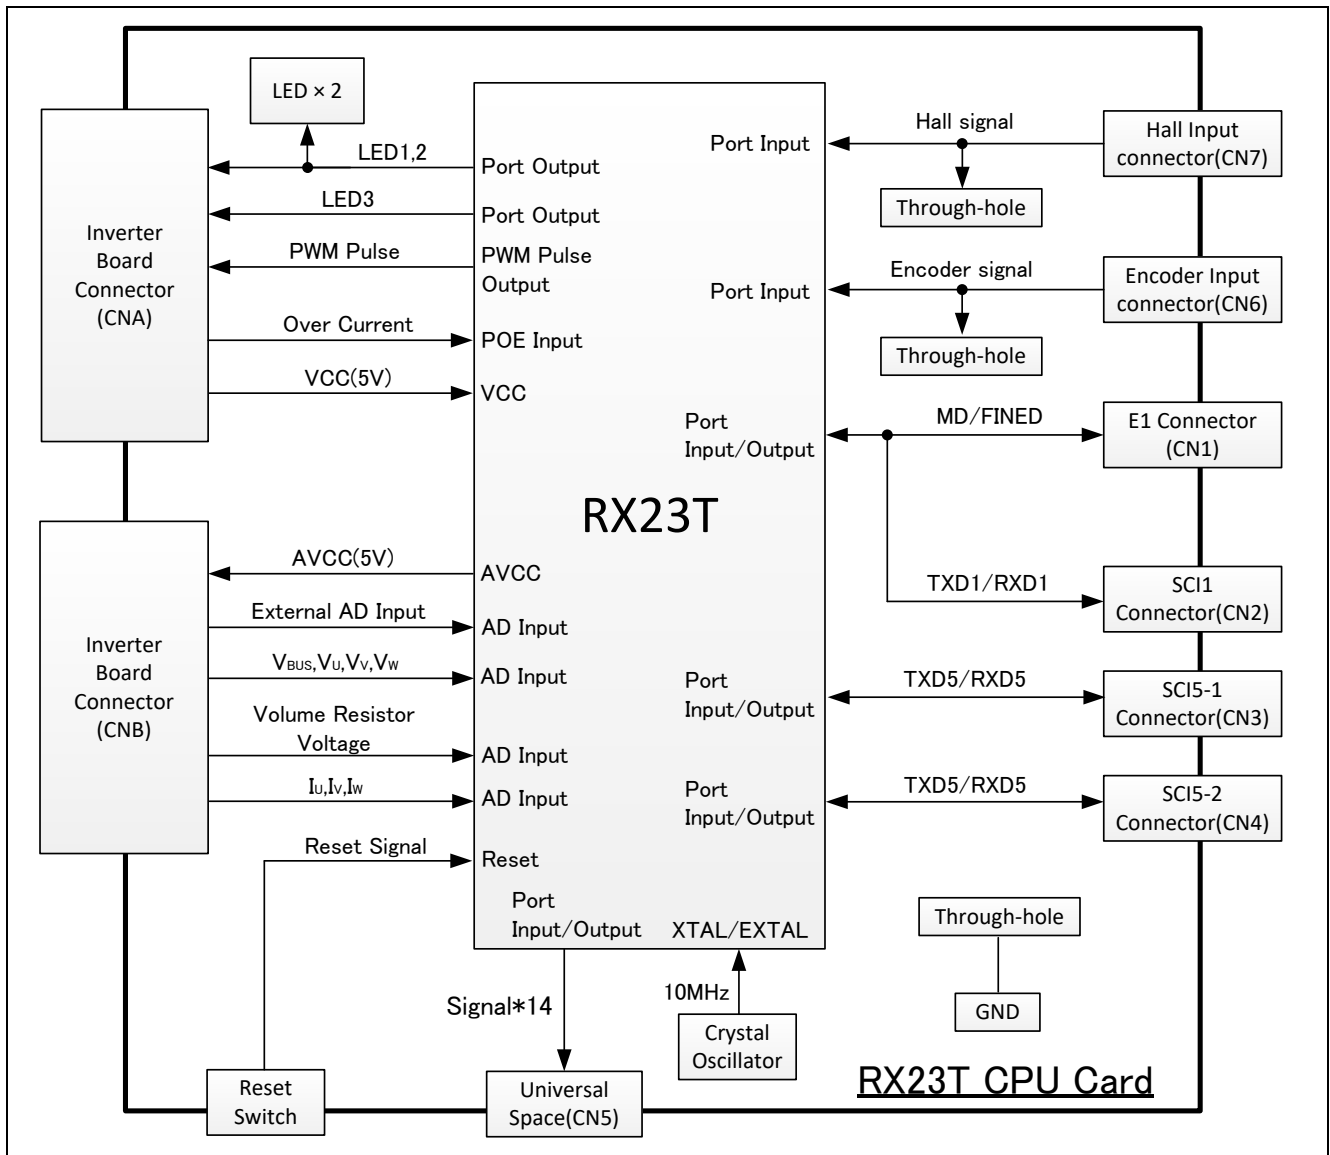 LED × 2
LED1,2
LED3
PWM Pulse
Over Current
VCC(5V)
Inverter
Board
Connector
(CNA)
Port Output
Port Output
PWM Pulse
Output
POE Input
VCC
Port Input
Hall signal
Hall Input
connector(CN7)
Through-hole
Port Input
Encoder signal
Encoder Input
connector(CN6)
Through-hole
Port
Input/Output
MD/FINED
E1 Connector
(CN1)
RX23T
AVCC(5V)
External AD Input
VBUS,VU,VV,VW
Volume Resistor
Voltage
IU,IV,IW
Inverter
Board
Connector
(CNB)
AVCC
AD Input
AD Input
AD Input
AD Input
TXD1/RXD1
SCI1
Connector(CN2)
Port
Input/Output
TXD5/RXD5
SCI5-1
Connector(CN3)
Port
Input/Output
TXD5/RXD5
SCI5-2
Connector(CN4)
Reset Signal
Reset
Port
Input/Output
XTAL/EXTAL
Through-hole
GND
Signal*14
10MHz
Crystal
Oscillator
Reset
Switch
Universal
Space(CN5)
RX23T CPU Card